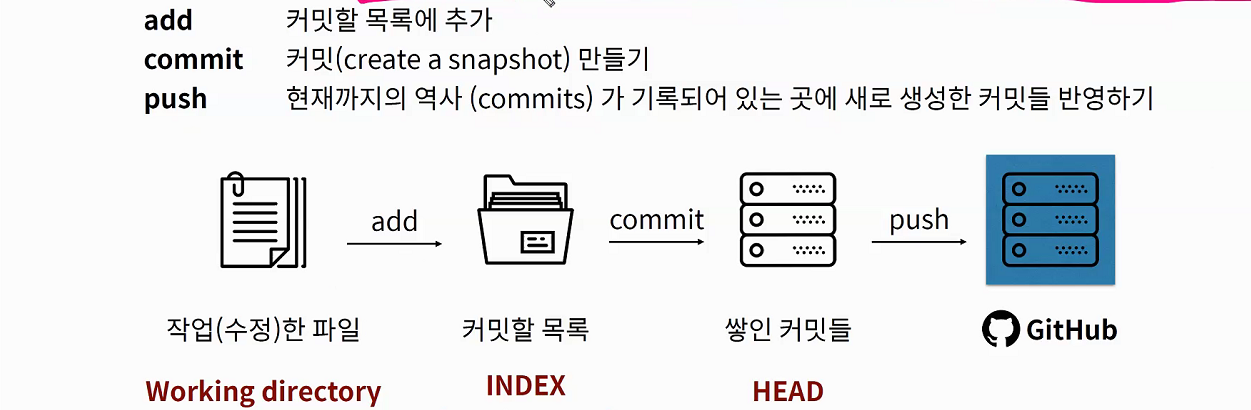 add 커밋할 목록에 추가
commit 커밋(create a snapshot) 만들기
push 현재까지의 역사 (commits) 가 기록되어 있는 곳에 새로 생성한 커밋들 반영하기
add commit push
작업(수정)한 파일 커밋할 목록 쌓인 커밋들 GitHub
Working directory INDEX HEAD